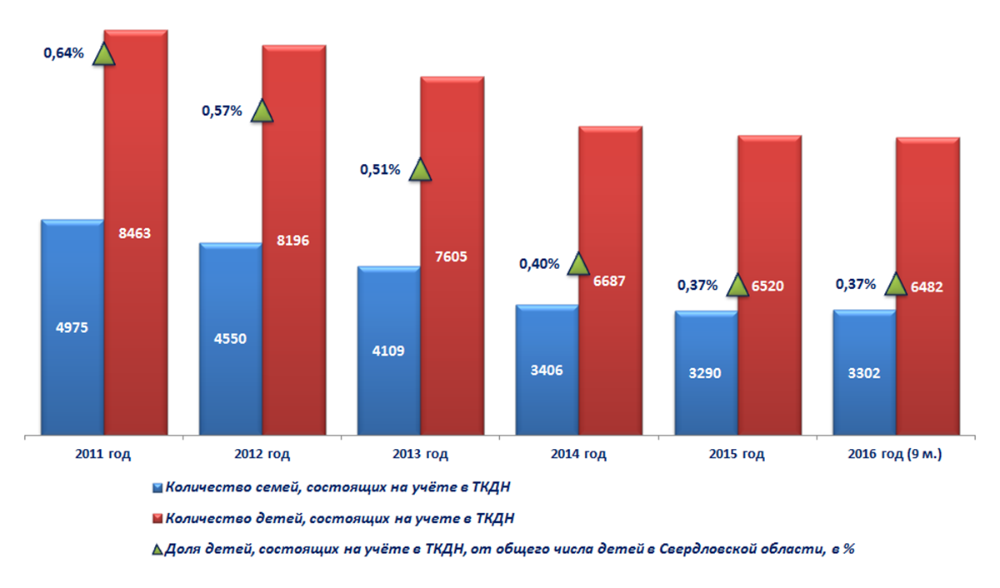 0,64%
0,57%
0,51%
0,40%
0,37%
0,37%
8463
8196
7605
6687
6520
6482
4975
4550
4109
3406
3290
3302
2011 год
2012 год
2013 год
2014 год
2015 год
2016 год (9 м.)
Количество семей, состоящих на учёте в ТКДН
Количество детей, состоящих на учете в ТКДН
Доля детей, состоящих на учёте в ТКДН, от общего числа детей в Свердловской области, в %